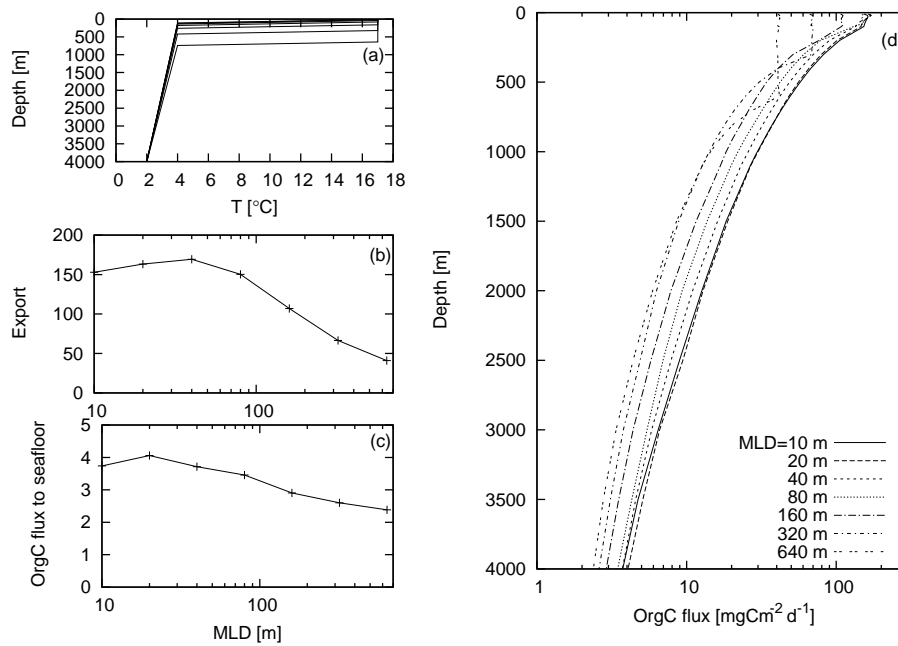 0
500
1000
1500
2000
2500
3000
3500
4000
Depth [m]
(a)
0 2 4 6 8 10 12 14 16 18
T [°C]
200
150
100
50
0
Export
(b)
10 100
5
4
3
2
1
0
OrgC flux to seafloor
(c)
10 100
MLD [m]
0
500
1000
1500
2000
2500
3000
3500
4000
Depth [m]
(d
MLD=10 m
20 m
40 m
80 m
160 m
320 m
640 m
1 10 100
OrgC flux [mgCm⁻² d⁻¹]